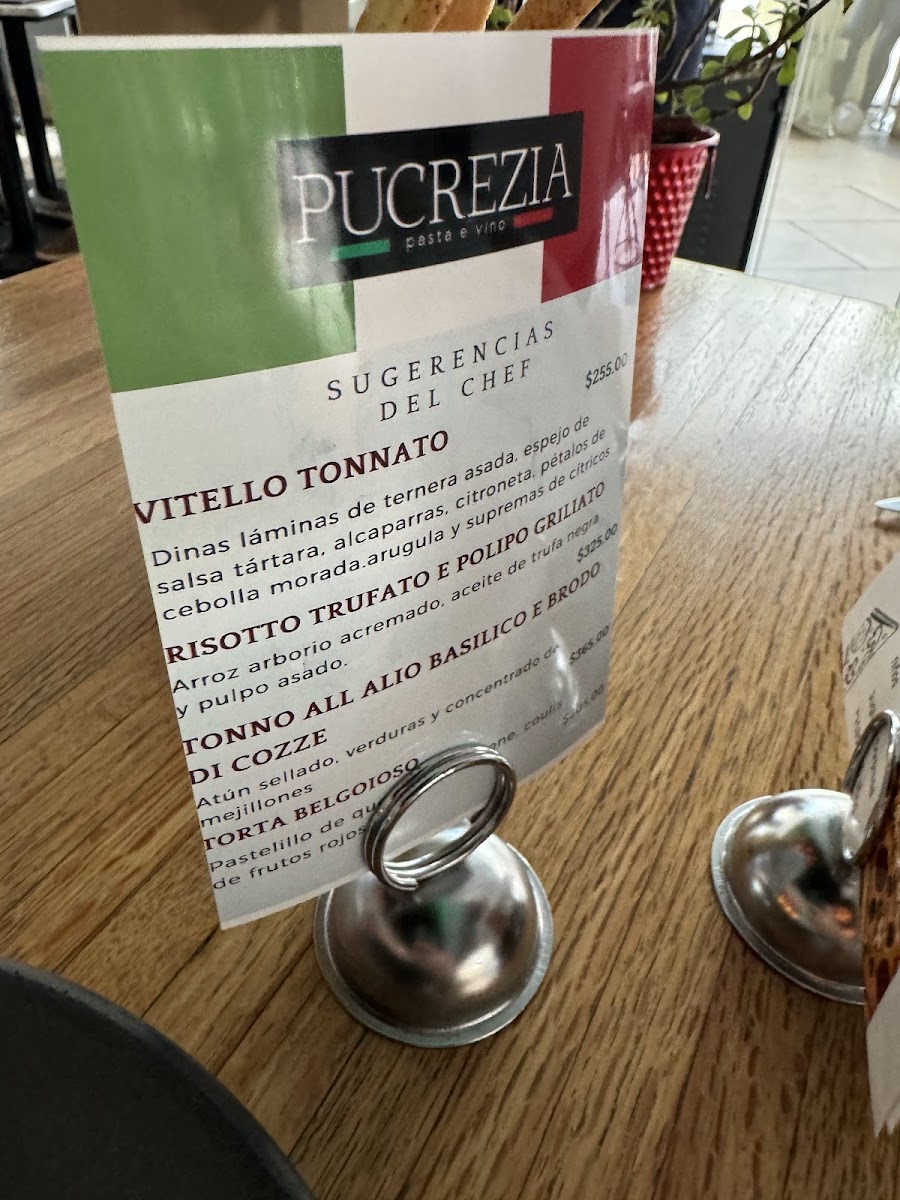 PUCREZIA
pasta e vino
SUGERENCIAS
DEL CHEF
$255.00
VITELLO TONNATO
Dinas láminas de ternera asada, espejo de
salsa tártara, alcaparras, citroneta, pétalos de
cebolla morada.arugula y supremas de cítricos
RISOTTO TRUFATO E POLIPO GRILIATO
Arroz arborio acremado, aceite de trufa negra
y pulpo asado.
$325.00
TONNO ALL ALIO BASILICO E BRODO
DI COZZE
$365.00
Atún sellado, verduras y concentrado de
mejillones
TORTA BELGOIOSO
Pastelillo de
de frutos rojos